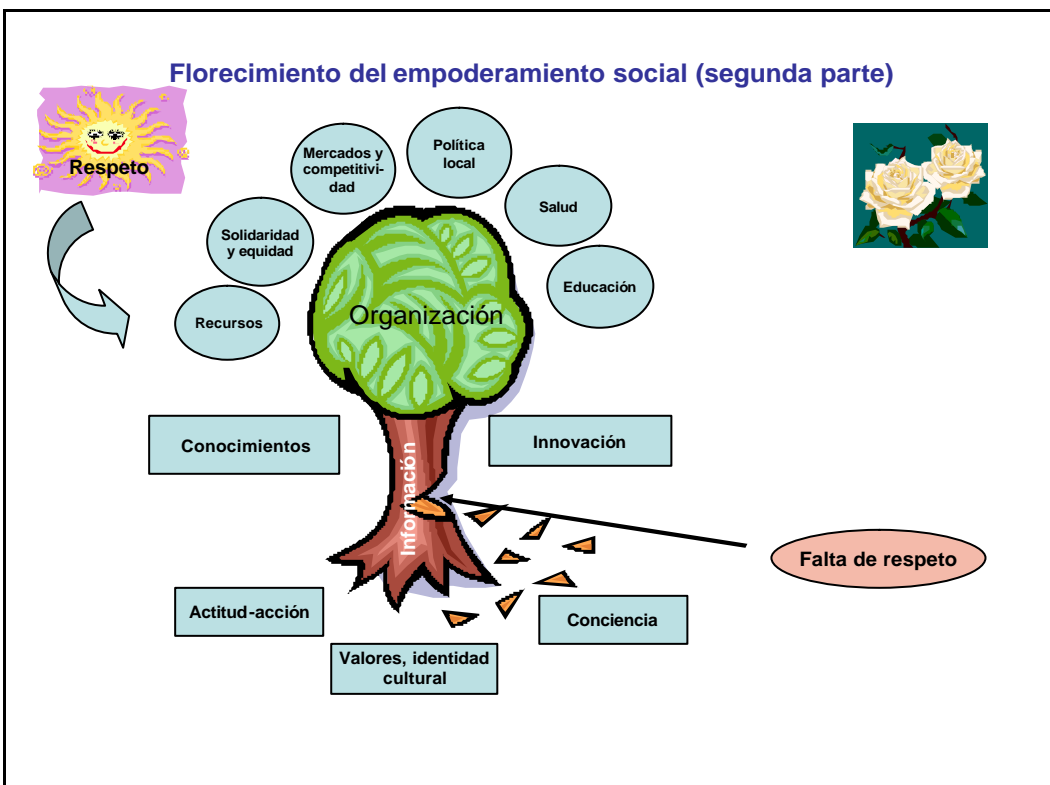 Florecimiento del empoderamiento social (segunda parte)
Respeto
Mercados y
competitivi-
dad
Política
local
Salud
Solidaridad
y equidad
Educación
Recursos
Organización
Conocimientos
Innovación
Información
Falta de respeto
Actitud-acción
Conciencia
Valores, identidad
cultural